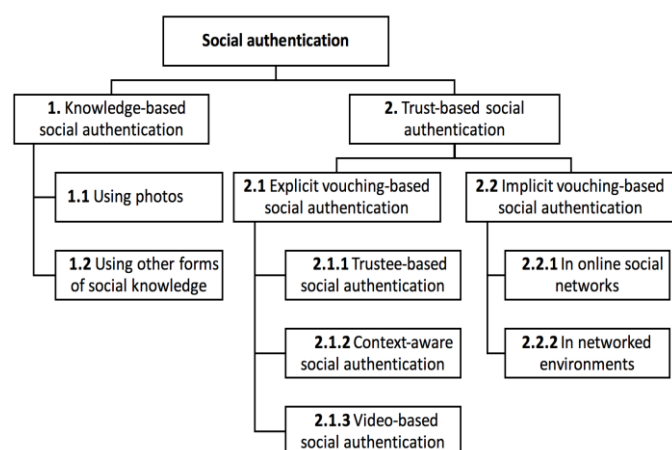 Social authentication
1. Knowledge-based
social authentication
2. Trust-based social
authentication
1.1 Using photos
1.2 Using other forms
of social knowledge
2.1 Explicit vouching-based
social authentication
2.2 Implicit vouching-based
social authentication
2.1.1 Trustee-based
social authentication
2.1.2 Context-aware
social authentication
2.1.3 Video-based
social authentication
2.2.1 In online social
networks
2.2.2 In networked
environments